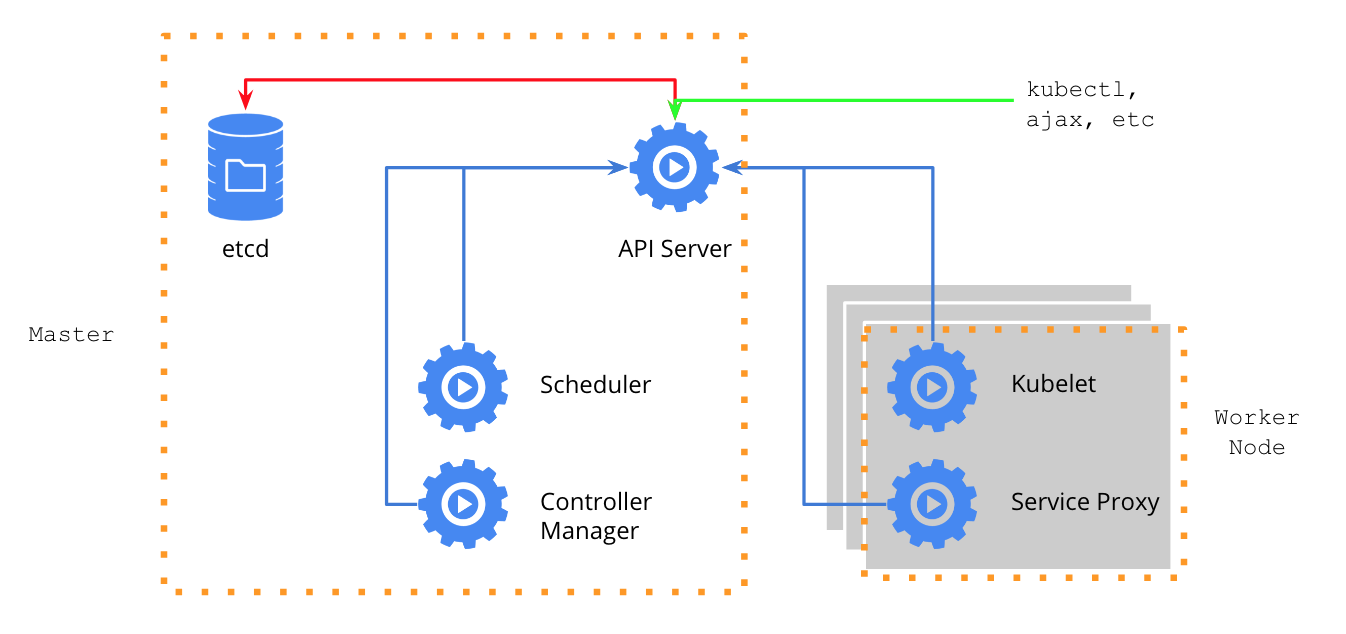 kubectl,
ajax, etc
etcd
API Server
Master
Scheduler
Kubelet
Worker
Node
Controller
Manager
Service Proxy